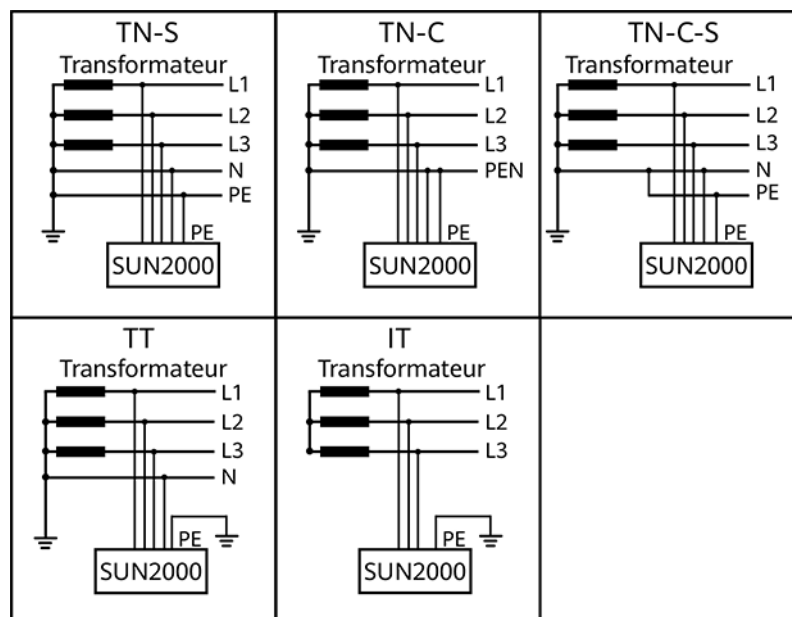 TN-S
Transformateur
L1
L2
L3
N
PE
PE
SUN2000
TN-C
Transformateur
L1
L2
L3
PEN
PE
SUN2000
TN-C-S
Transformateur
L1
L2
L3
N
PE
PE
SUN2000
TT
Transformateur
L1
L2
L3
N
PE
SUN2000
IT
Transformateur
L1
L2
L3
PE
SUN2000